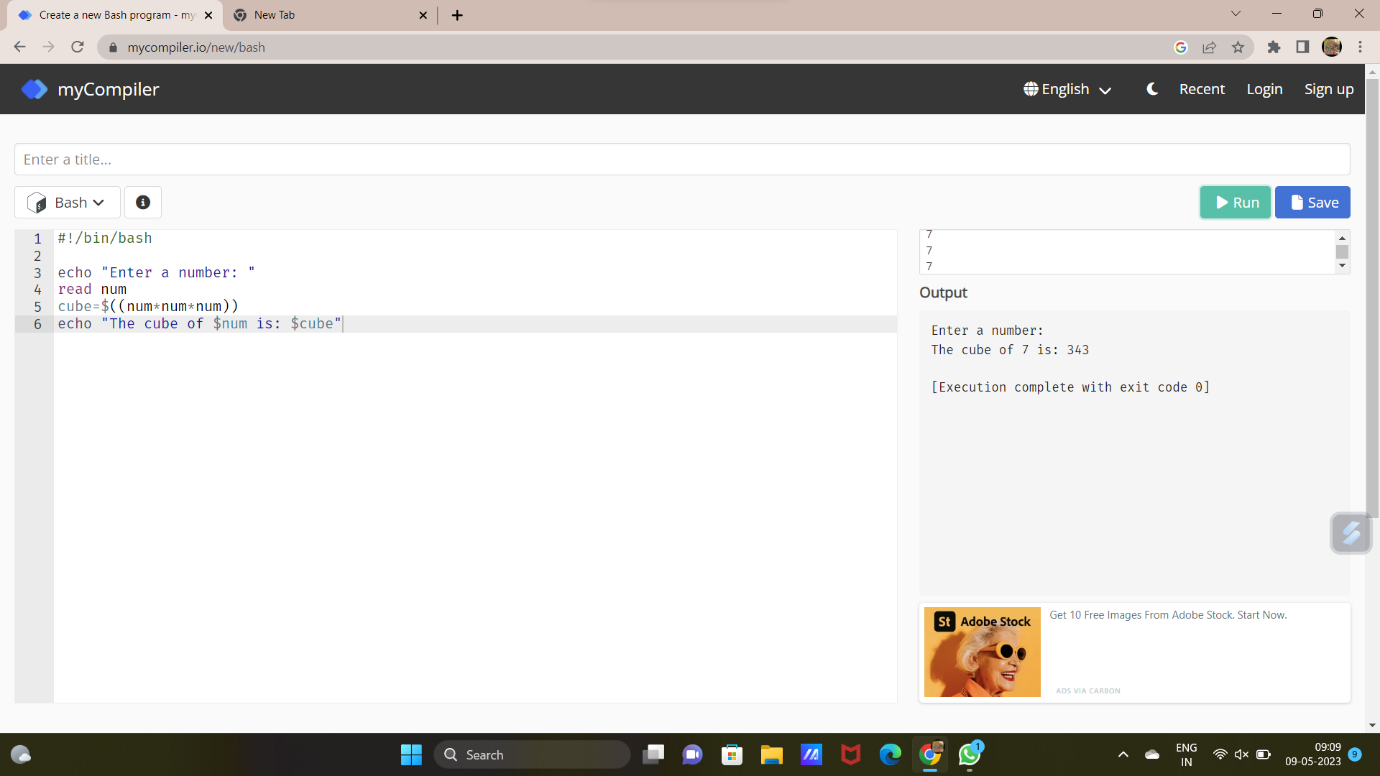 Create a new Bash program - my
New Tab
mycompiler.io/new/bash
myCompiler
English
Recent
Login
Sign up
Enter a title...
Bash
Run
Save
1 #!/bin/bash
2
3 echo "Enter a number: "
4 read num
5 cube=$((num*num*num))
6 echo "The cube of $num is: $cube"
7
7
7
Output
Enter a number:
The cube of 7 is: 343
[Execution complete with exit code 0]
St Adobe Stock
Get 10 Free Images From Adobe Stock. Start Now.
ADS VIA CARBON
Search
1
ENG
IN
09:09
09-05-2023
9